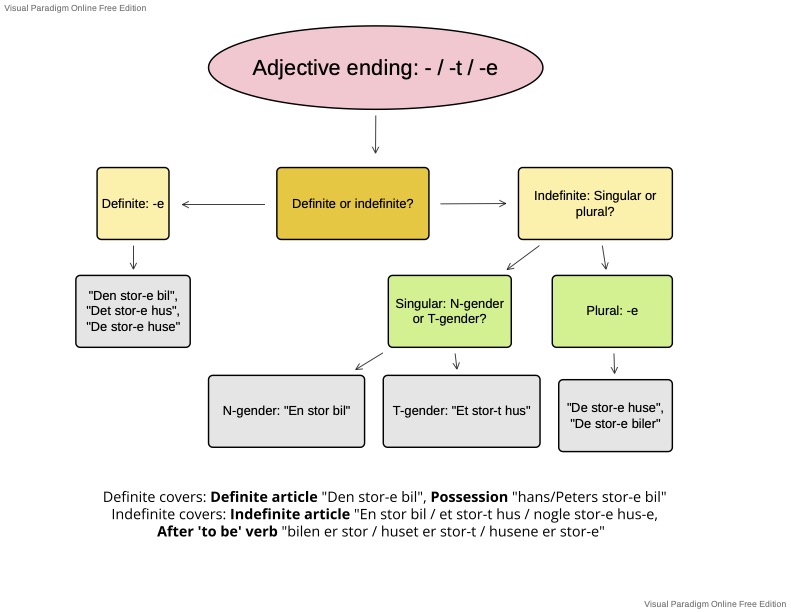 Visual Paradigm Online Free Edition
Adjective ending: - / -t / -e
Definite: -e
Definite or indefinite?
Indefinite: Singular or
plural?
"Den stor-e bil",
"Det stor-e hus",
"De stor-e huse"
Singular: N-gender
or T-gender?
Plural: -e
N-gender: "En stor bil"
T-gender: "Et stor-t hus"
"De stor-e huse",
"De stor-e biler"
Definite covers: Definite article "Den stor-e bil", Possession "hans/Peters stor-e bil"
Indefinite covers: Indefinite article "En stor bil / et stor-t hus / nogle stor-e hus-e,
After 'to be' verb "bilen er stor / huset er stor-t / husene er stor-e"
Visual Paradigm Online Free Edition